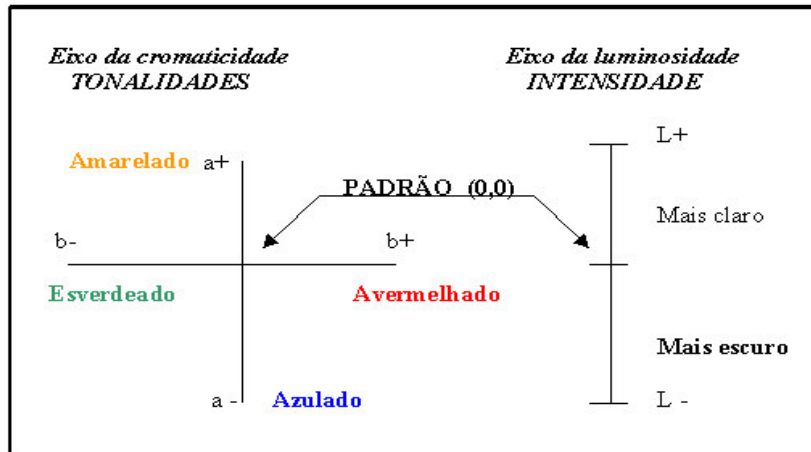 Eixo da cromaticidade
TONALIDADES
Eixo da luminosidade
INTENSIDADE
L+
Amarelado a+
PADRÃO (0,0)
Mais claro
b-
b+
Esverdeado
Avermelhado
Mais escuro
a -
Azulado
L -